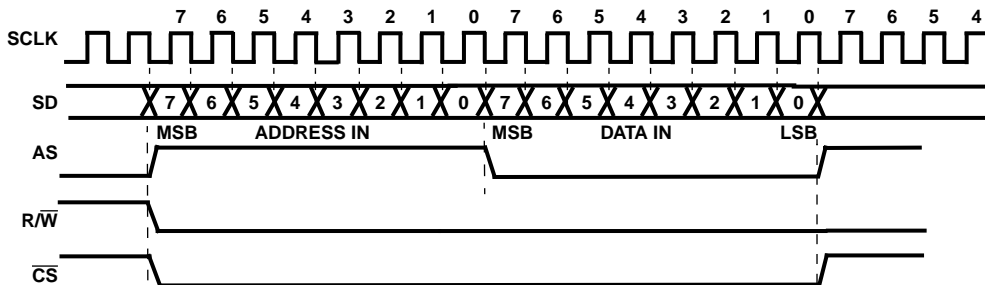 7 6 5 4 3 2 1 0 7 6 5 4 3 2 1 0 7 6 5 4
SCLK
SD 7 6 5 4 3 2 1 0 7 6 5 4 3 2 1 0
MSB ADDRESS IN MSB DATA IN LSB
AS
R/W̅
C̅S̅